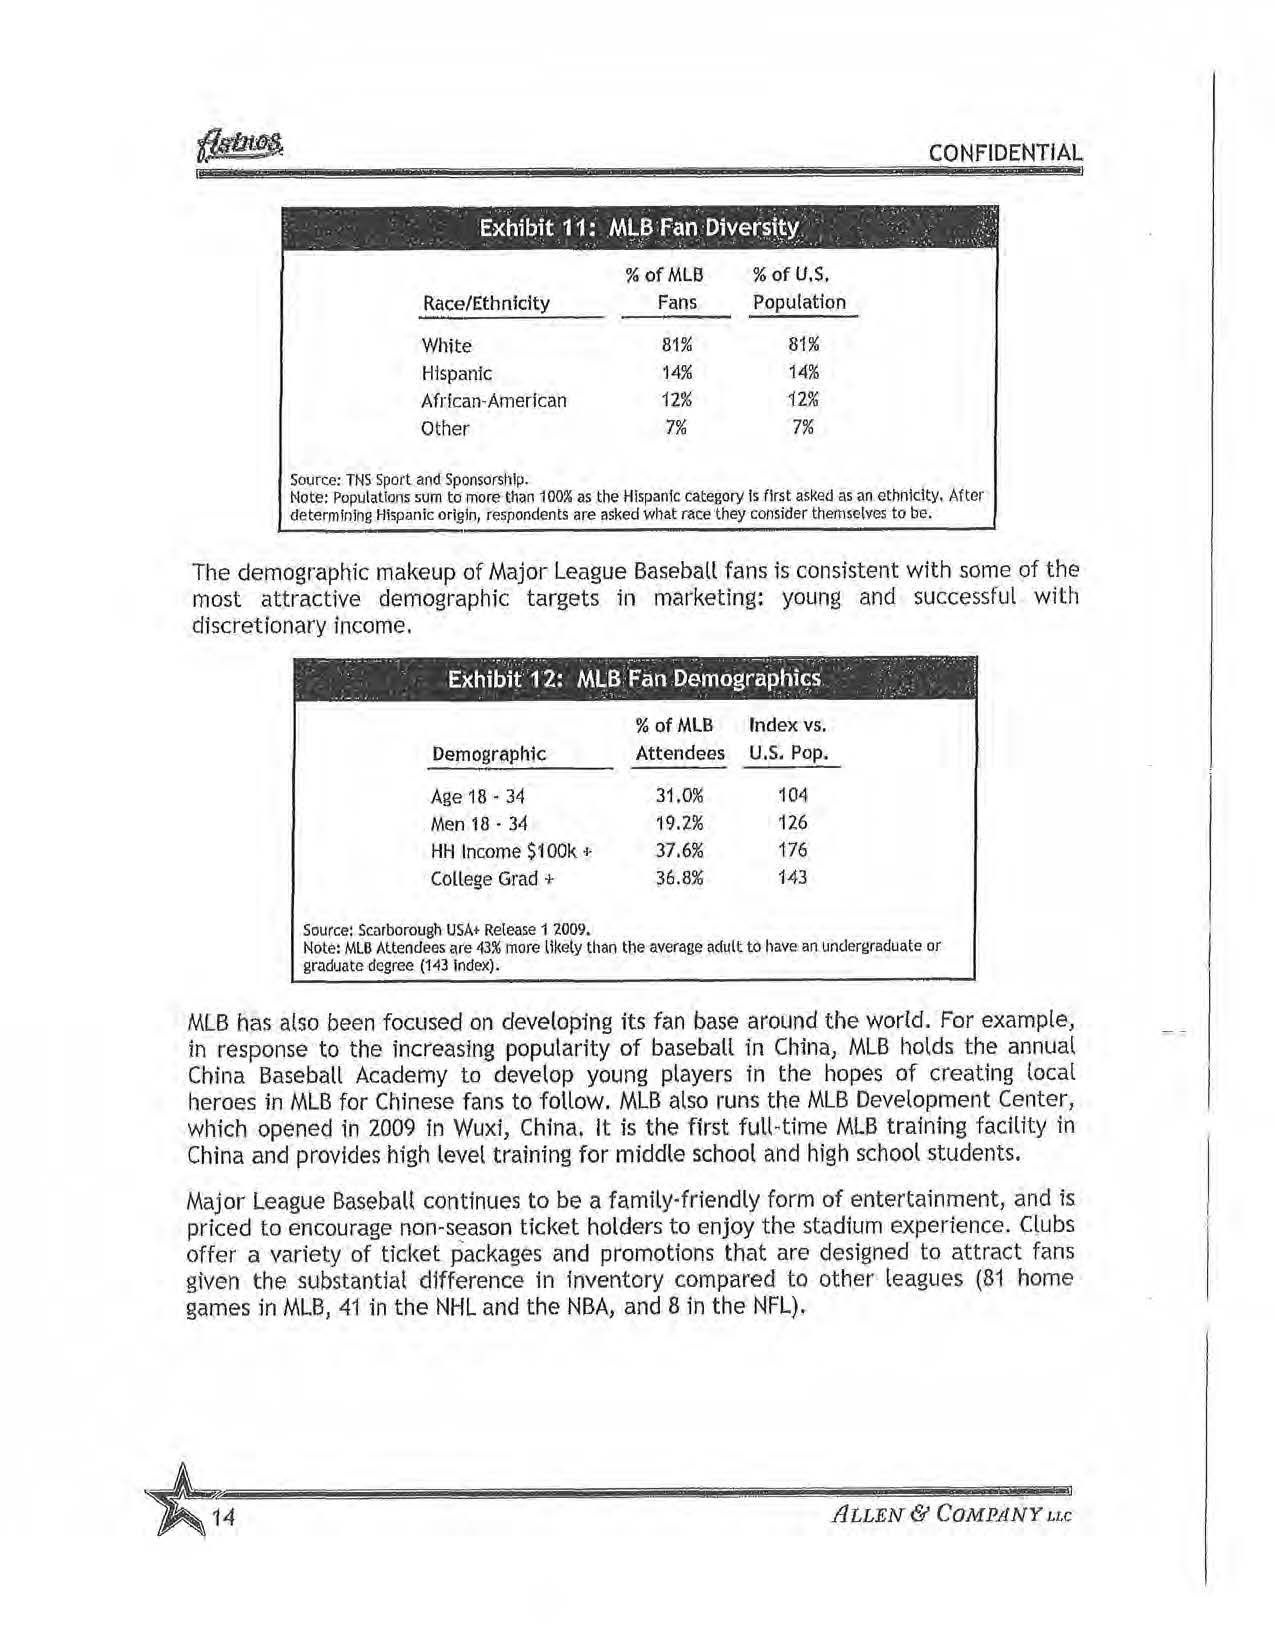 Astros
CONFIDENTIAL
Exhibit 11: MLB Fan Diversity
% of MLB % of U.S.
Race/Ethnicity Fans Population
White 81% 81%
Hispanic 14% 14%
African-American 12% 12%
Other 7% 7%
Source: TNS Sport and Sponsorship.
Note: Populations sum to more than 100% as the Hispanic category is first asked as an ethnicity. After
determining Hispanic origin, respondents are asked what race they consider themselves to be.
The demographic makeup of Major League Baseball fans is consistent with some of the
most attractive demographic targets in marketing: young and successful with
discretionary income.
Exhibit 12: MLB Fan Demographics
% of MLB Index vs.
Demographic Attendees U.S. Pop.
Age 18 - 34 31.0% 104
Men 18 - 34 19.2% 126
HH Income $100k + 37.6% 176
College Grad + 36.8% 143
Source: Scarborough USA+ Release 1 2009.
Note: MLB Attendees are 43% more likely than the average adult to have an undergraduate or
graduate degree (143 index).
MLB has also been focused on developing its fan base around the world. For example,
in response to the increasing popularity of baseball in China, MLB holds the annual
China Baseball Academy to develop young players in the hopes of creating local
heroes in MLB for Chinese fans to follow. MLB also runs the MLB Development Center,
which opened in 2009 in Wuxi, China. It is the first full-time MLB training facility in
China and provides high level training for middle school and high school students.
Major League Baseball continues to be a family-friendly form of entertainment, and is
priced to encourage non-season ticket holders to enjoy the stadium experience. Clubs
offer a variety of ticket packages and promotions that are designed to attract fans
given the substantial difference in inventory compared to other leagues (81 home
games in MLB, 41 in the NHL and the NBA, and 8 in the NFL).
14
ALLEN & COMPANY LLC